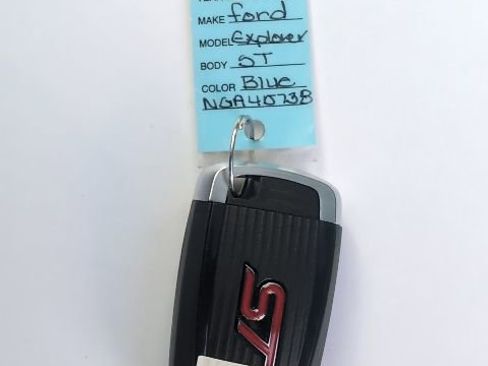 MAKE ford
MODEL Explorer
BODY ST
COLOR Blue
NGA40738
ST